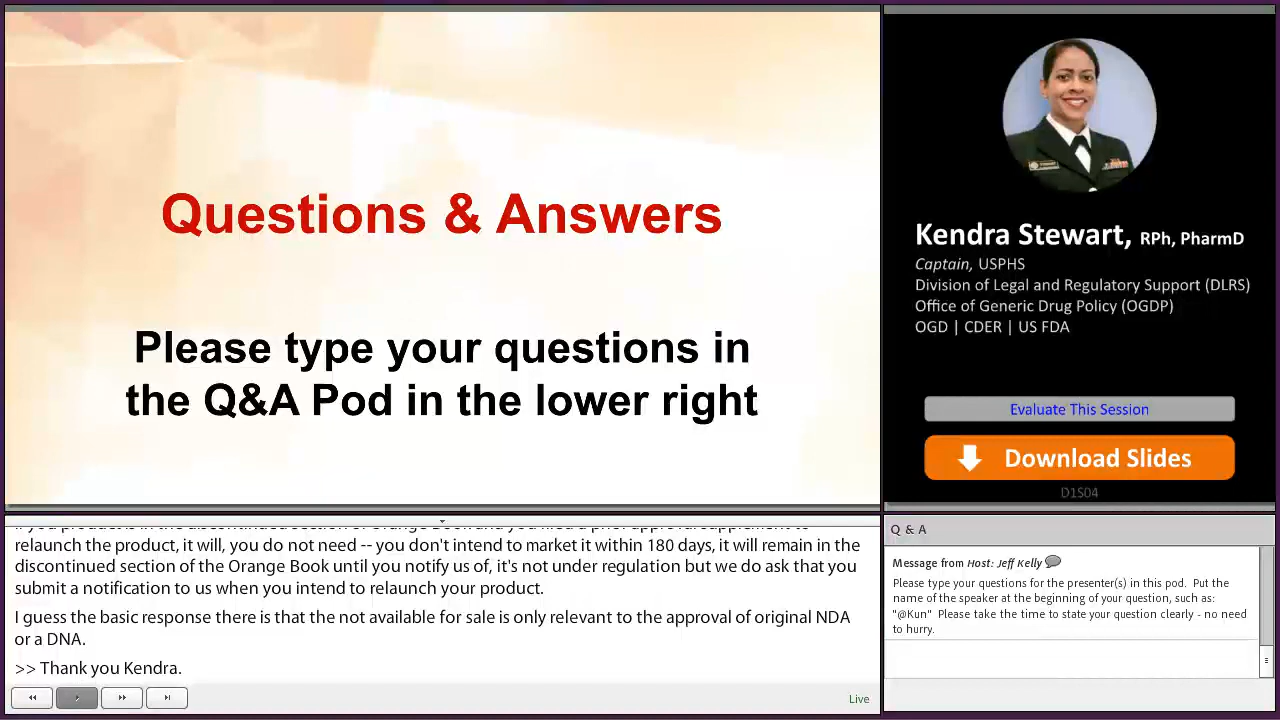 Questions & Answers
Please type your questions in
the Q&A Pod in the lower right
Kendra Stewart, RPh, PharmD
Captain, USPHS
Division of Legal and Regulatory Support (DLRS)
Office of Generic Drug Policy (OGDP)
OGD | CDER | US FDA
Evaluate This Session
Download Slides
D1S04
relaunch the product, it will, you do not need -- you don't intend to market it within 180 days, it will remain in the
discontinued section of the Orange Book until you notify us of, it's not under regulation but we do ask that you
submit a notification to us when you intend to relaunch your product.
I guess the basic response there is that the not available for sale is only relevant to the approval of original NDA
or a DNA.
>> Thank you Kendra.
Live
Q & A
Message from Host: Jeff Kelly
Please type your questions for the presenter(s) in this pod. Put the
name of the speaker at the beginning of your question, such as:
"@Kun" Please take the time to state your question clearly - no need
to hurry.